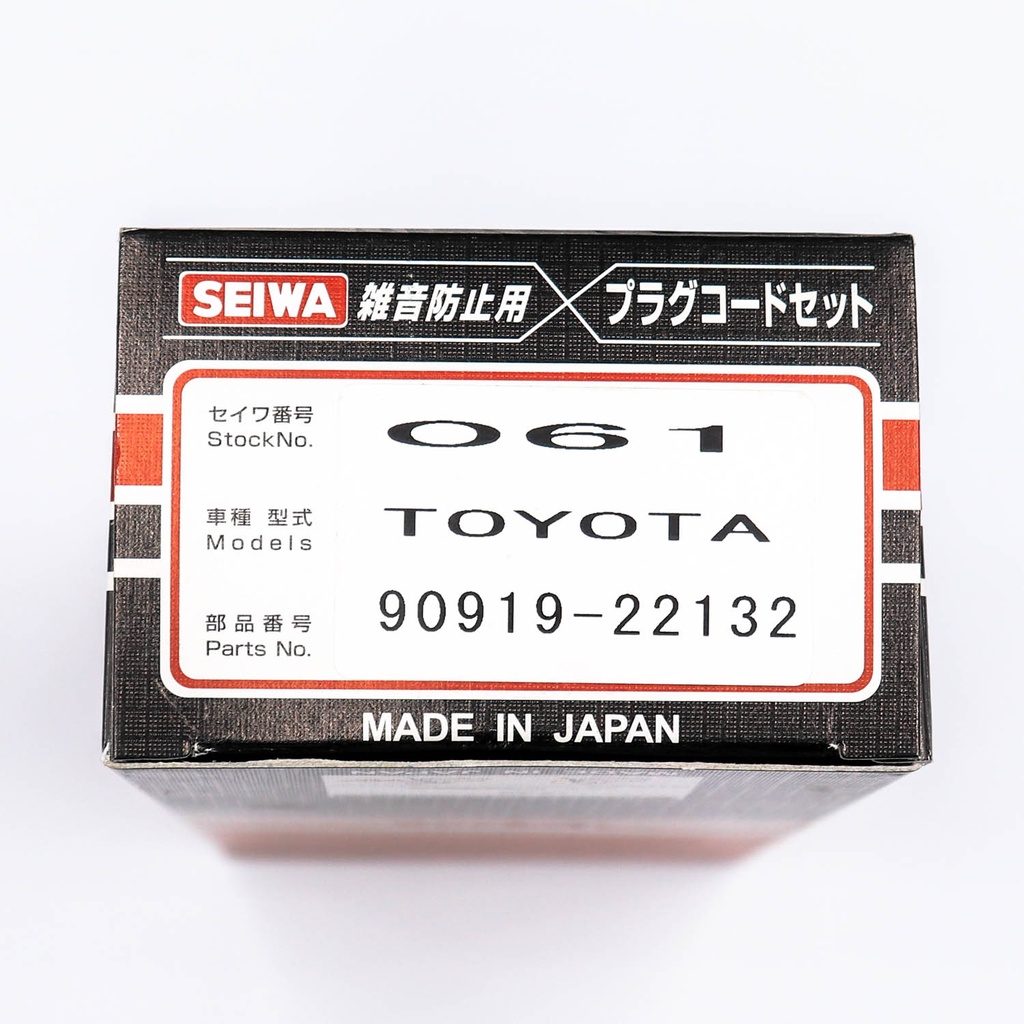 SEIWA 雑音防止用 プラグコードセット
セイワ番号 061
StockNo.
車種 型式 TOYOTA
Models
部品番号 90919-22132
Parts No.
MADE IN JAPAN